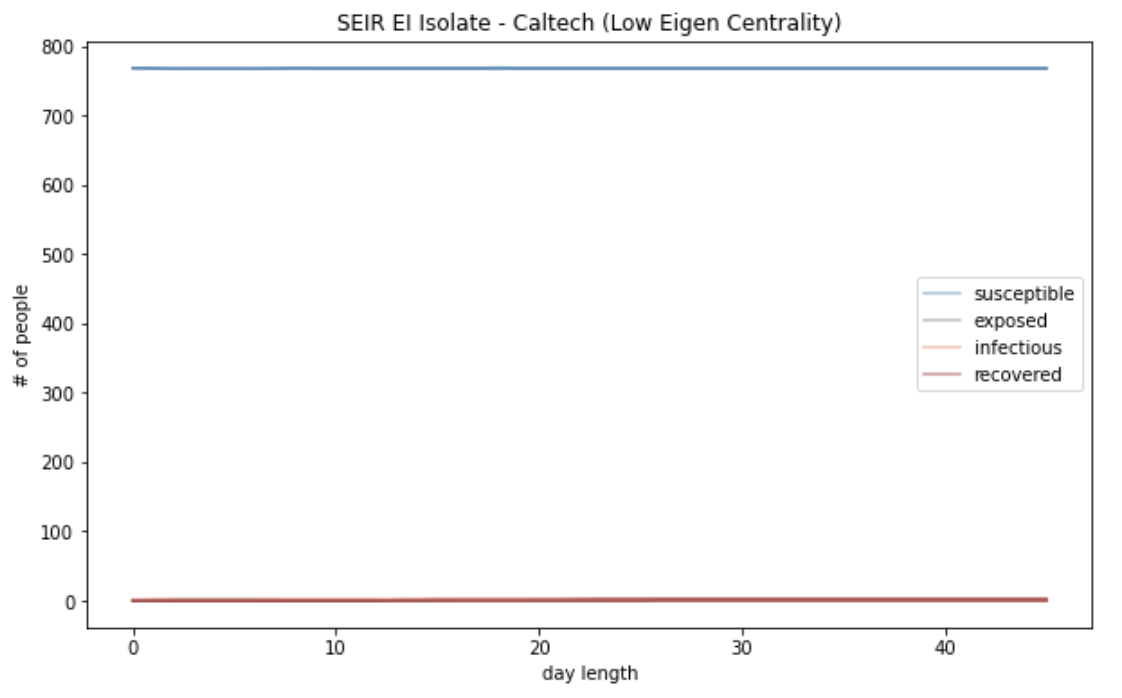 SEIR EI Isolate - Caltech (Low Eigen Centrality)
800
700
600
500
400
300
200
100
0
# of people
susceptible
exposed
infectious
recovered
0 10 20 30 40
day length